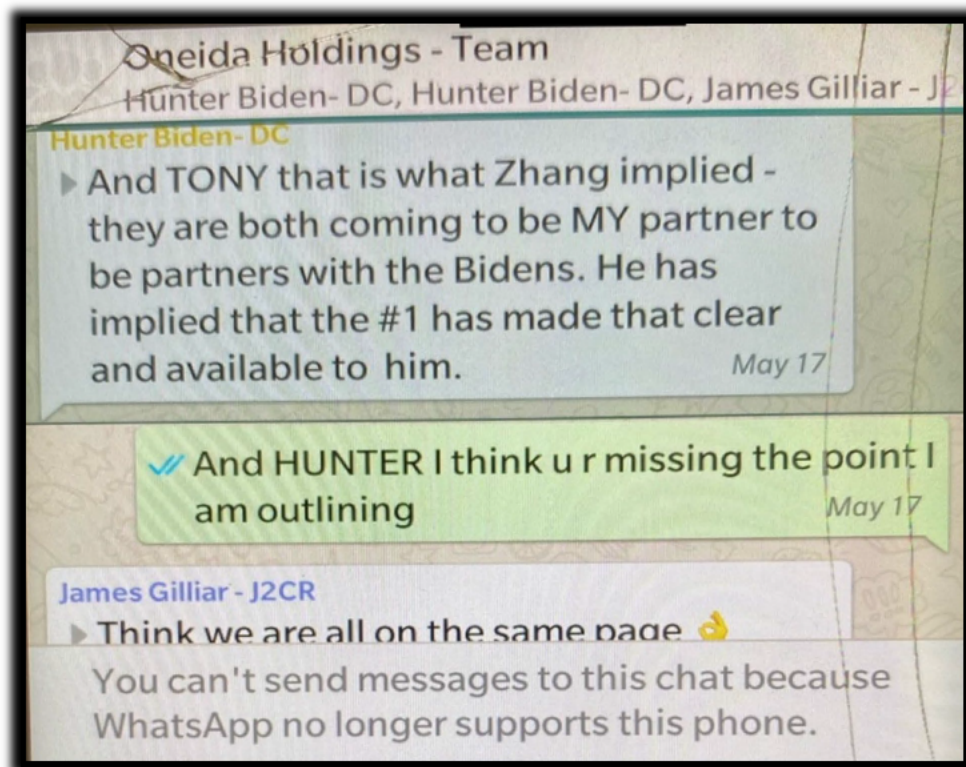 Oneida Holdings - Team
Hunter Biden- DC, Hunter Biden- DC, James Gilliar - J2
Hunter Biden- DC
And TONY that is what Zhang implied -
they are both coming to be MY partner to
be partners with the Bidens. He has
implied that the #1 has made that clear
and available to him.
May 17
And HUNTER I think u r missing the point I
am outlining
May 17
James Gilliar - J2CR
Think we are all on the same page 👌
You can't send messages to this chat because
WhatsApp no longer supports this phone.